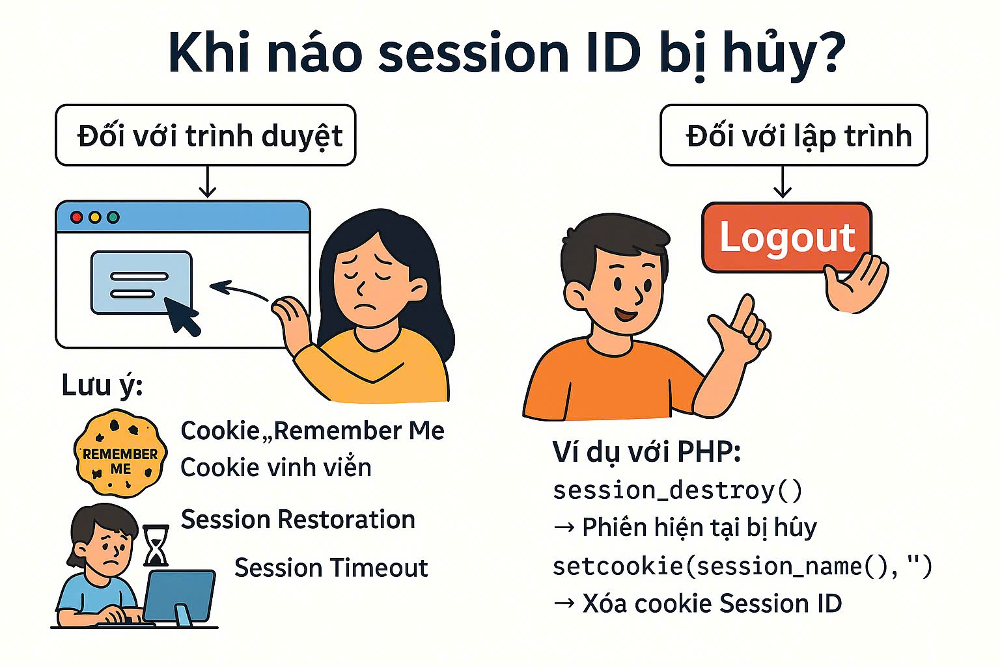 Khi náo session ID bị hủy?
Đối với trình duyệt
Lưu ý:
REMEMBER
ME
Cookie„Remember Me
Cookie vinh viển
Session Restoration
Session Timeout
Đối với lập trình
Logout
Ví dụ với PHP:
session_destroy()
→ Phiên hiện tại bị hủy
setcookie(session_name(), '')
→ Xóa cookie Session ID